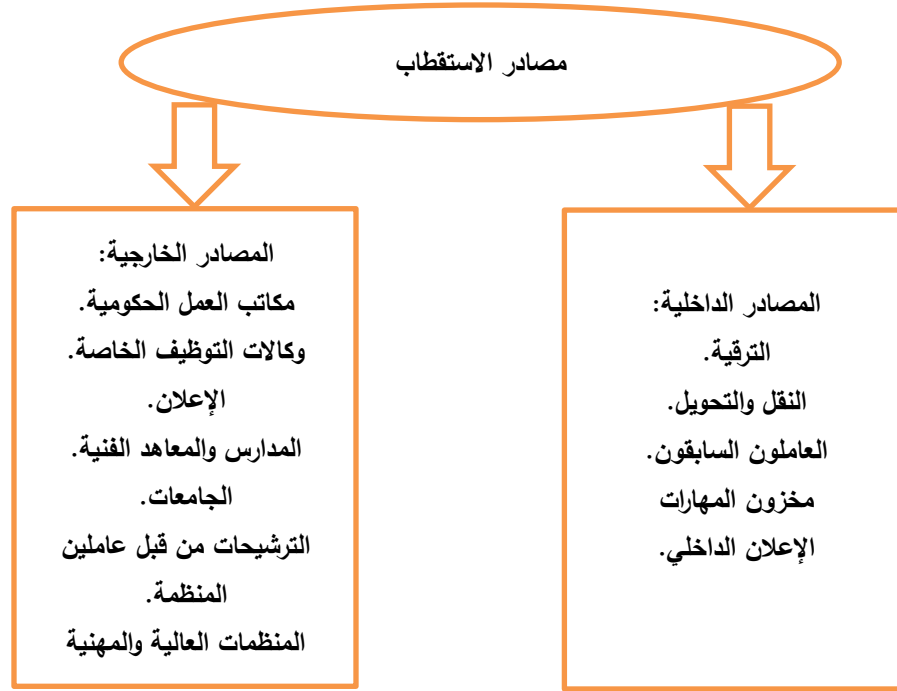 مصادر الاستقطاب
المصادر الداخلية:
الترقية.
النقل والتحويل.
العاملون السابقون.
مخزون المهارات
الإعلان الداخلي.
المصادر الخارجية:
مكاتب العمل الحكومية.
وكالات التوظيف الخاصة.
الإعلان.
المدارس والمعاهد الفنية.
الجامعات.
الترشيحات من قبل عاملين
المنظمة.
المنظمات العالية والمهنية